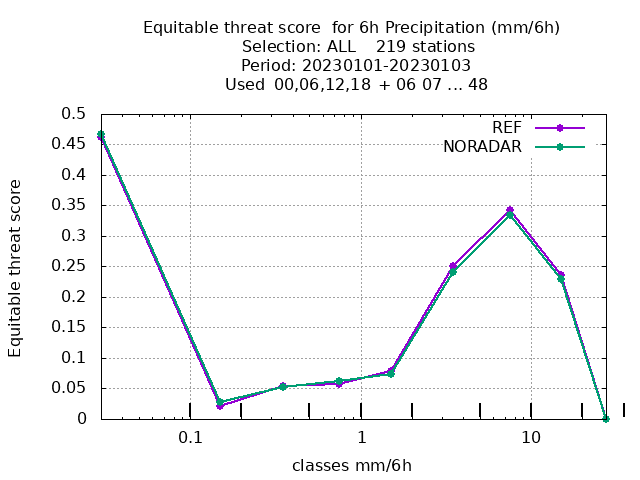 Equitable threat score  for 6h Precipitation (mm/6h)
Selection: ALL    219 stations
Period: 20230101-20230103
Used  00,06,12,18 + 06 07 ... 48
REF
NORADAR
0.5
0.45
0.4
0.35
0.3
0.25
0.2
0.15
0.1
0.05
0
Equitable threat score
0.1 1 10
classes mm/6h